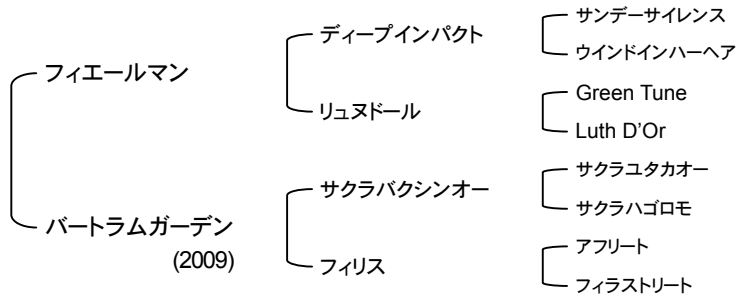 フィエールマン
ディープインパクト
サンデーサイレンス
ウインドインハーヘア
リュヌドール
Green Tune
Luth D'Or
バートラムガーデン
(2009)
サクラバクシンオー
サクラユタカオー
サクラハゴロモ
フィリス
アフリート
フィラストリート